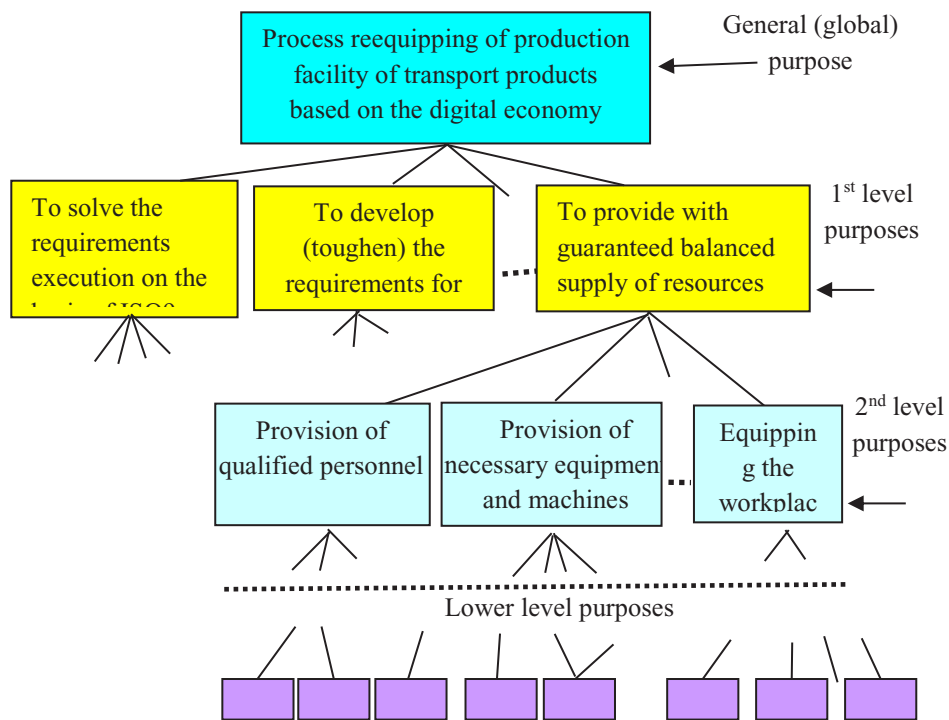 Process reequipping of production
facility of transport products
based on the digital economy
General (global)
purpose
To solve the
requirements
execution on the
To develop
(toughen) the
requirements for
To provide with
guaranteed balanced
supply of resources
1st level
purposes
Provision of
qualified personnel
Provision of
necessary equipment
and machines
Equippin
g the
workplac
2nd level
purposes
Lower level purposes